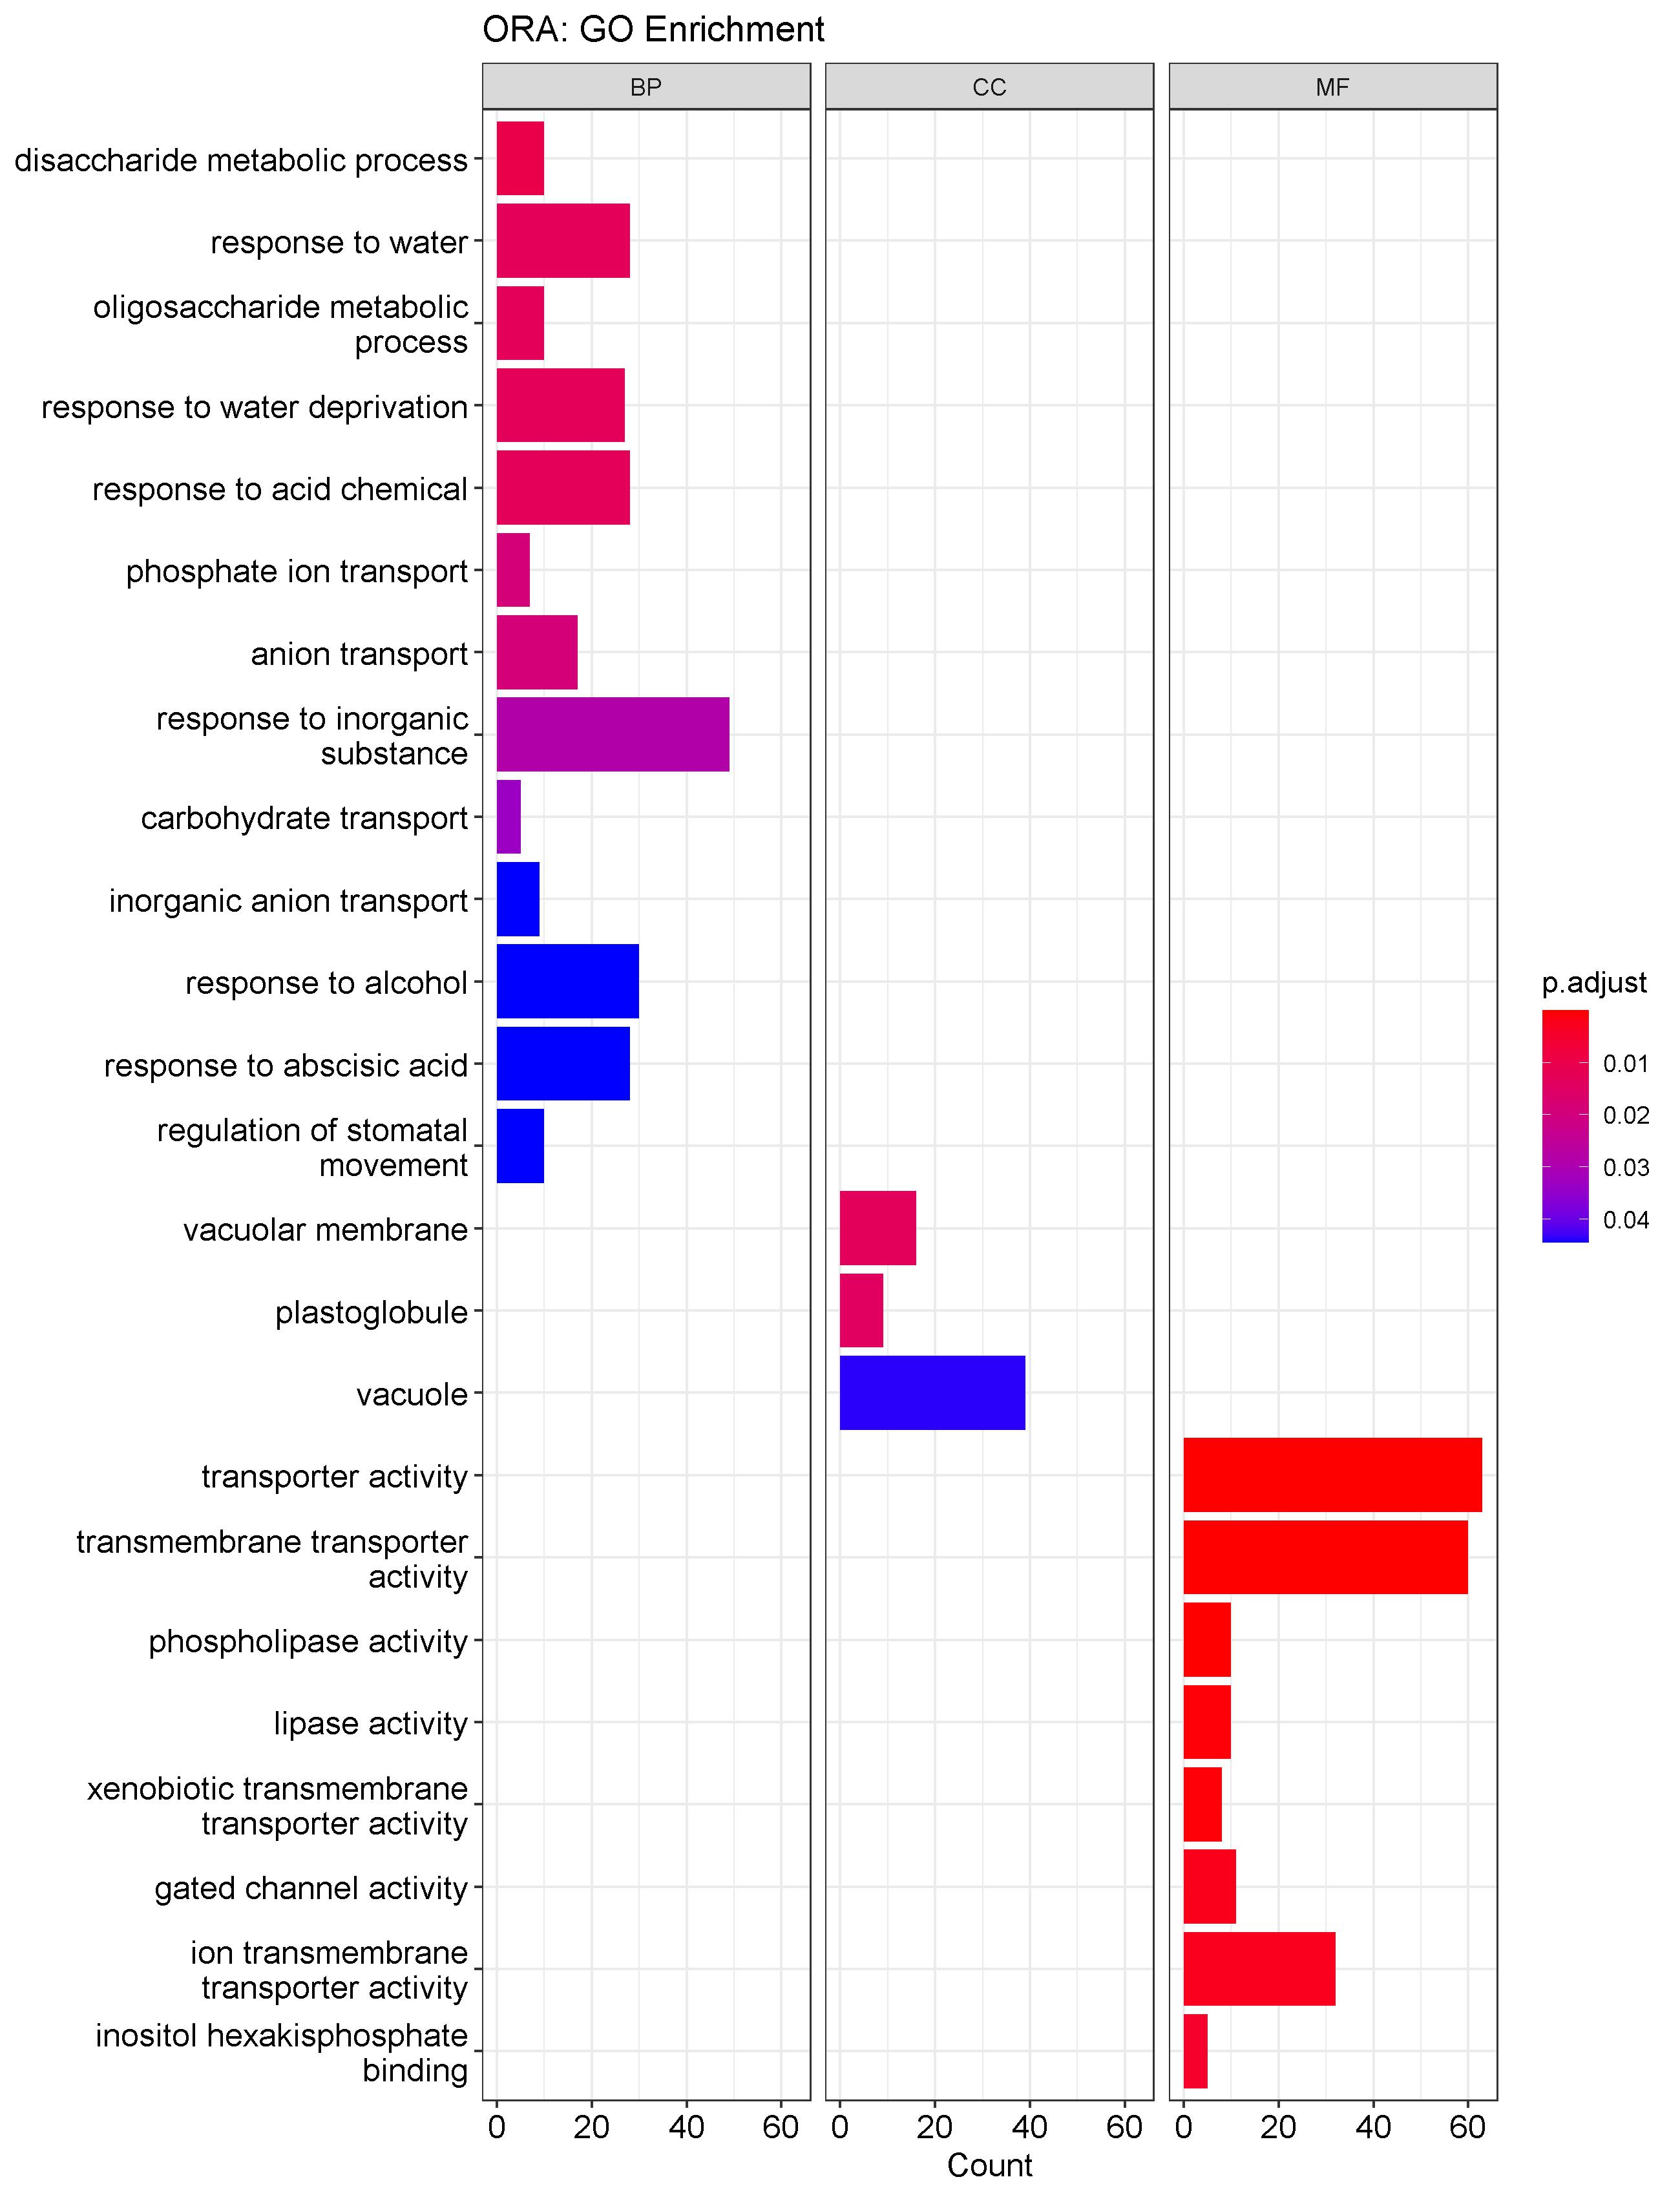 ORA: GO Enrichment
BP
CC
MF
disaccharide metabolic process
response to water
oligosaccharide metabolic
process
response to water deprivation
response to acid chemical
phosphate ion transport
anion transport
response to inorganic
substance
carbohydrate transport
inorganic anion transport
response to alcohol
response to abscisic acid
regulation of stomatal
movement
vacuolar membrane
plastoglobule
vacuole
transporter activity
transmembrane transporter
activity
phospholipase activity
lipase activity
xenobiotic transmembrane
transporter activity
gated channel activity
ion transmembrane
transporter activity
inositol hexakisphosphate
binding
0 20 40 60
0 20 40 60
0 20 40 60
Count
p.adjust
0.01
0.02
0.03
0.04